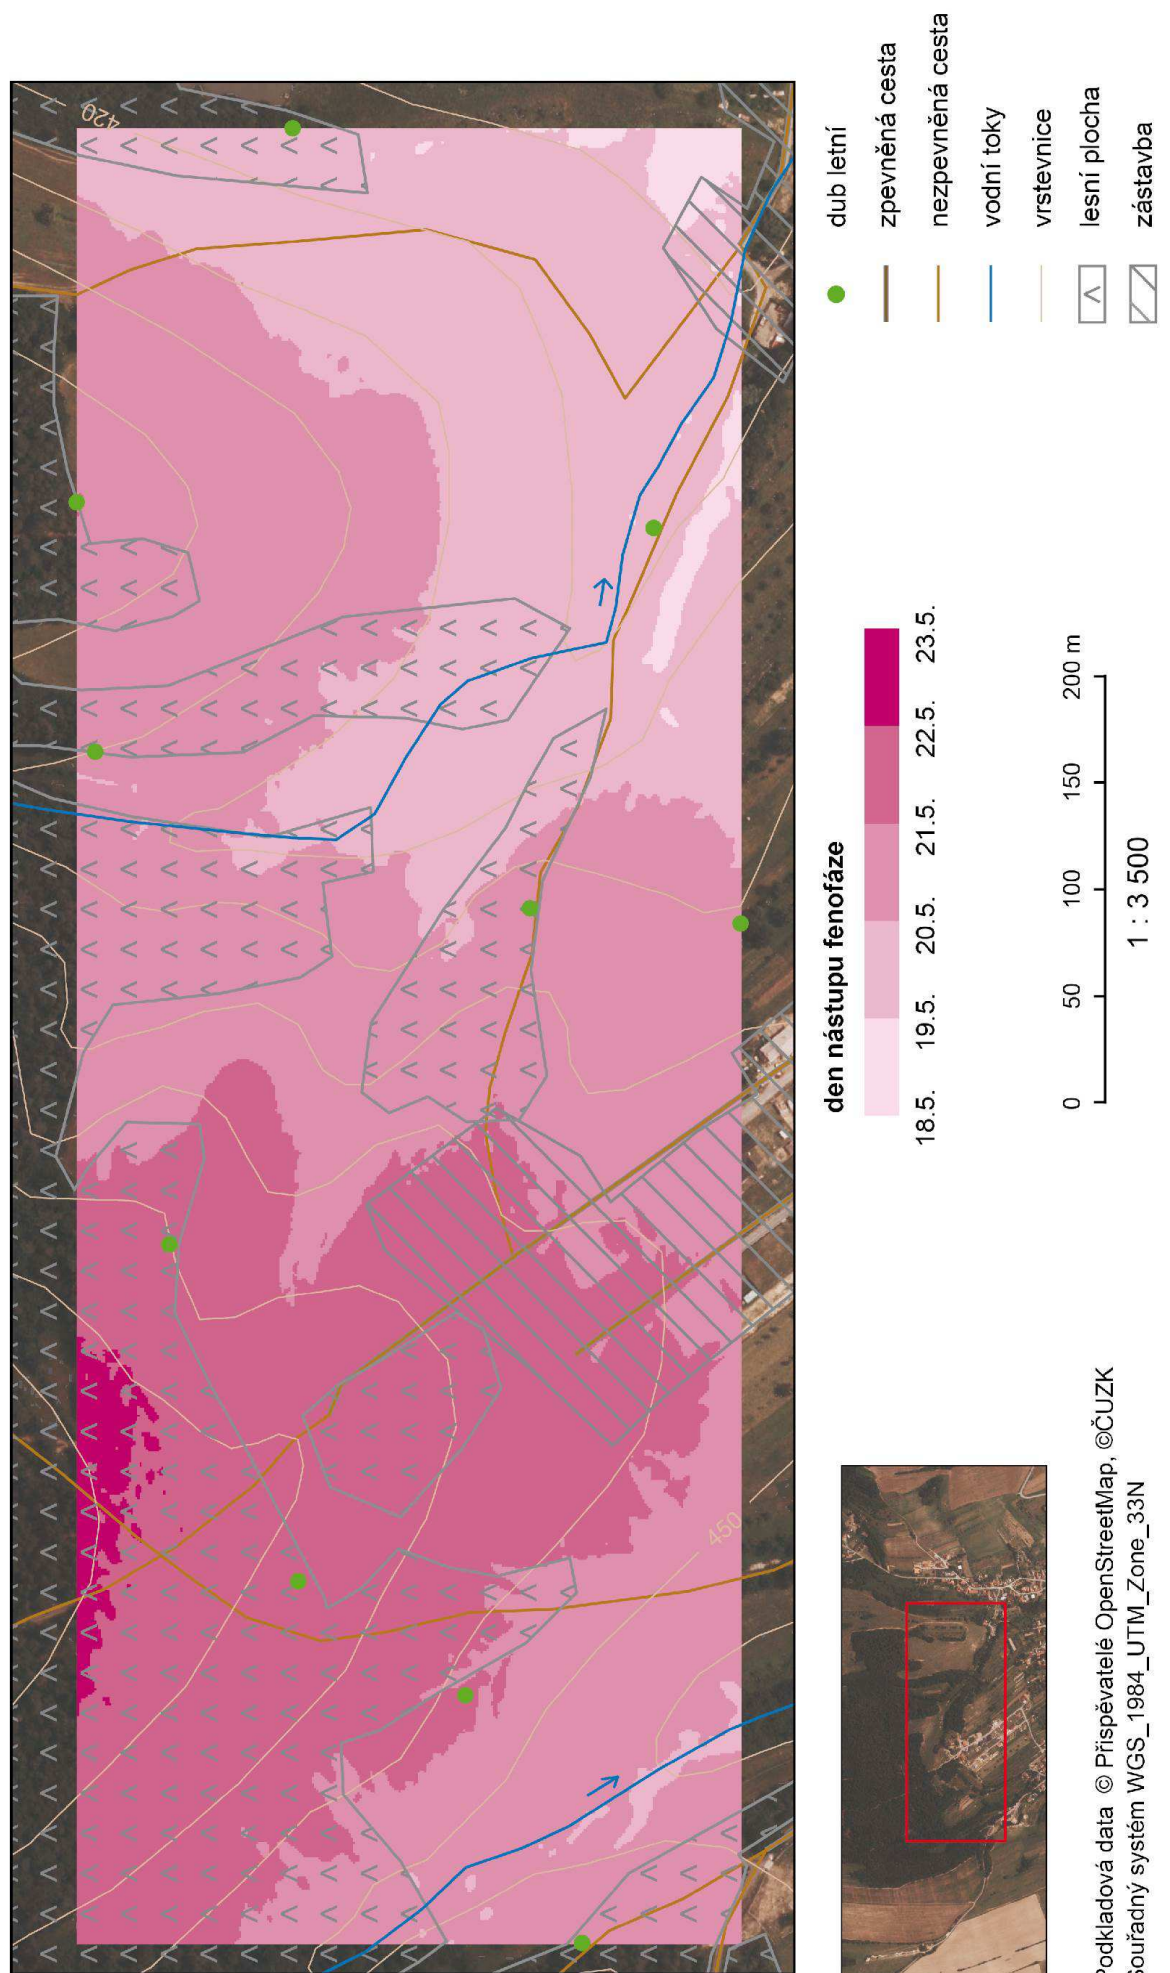 420
450
dub letní
zpevněná cesta
nezpevněná cesta
vodní toky
vrstevnice
lesní plocha
zástavba
den nástupu fenofáze
18.5. 19.5. 20.5. 21.5. 22.5. 23.5.
0 50 100 150 200 m
1 : 3 500
Podkladová data © Přispěvatelé OpenStreetMap, ©ČUZK
Souřadný systém WGS_1984_UTM_Zone_33N